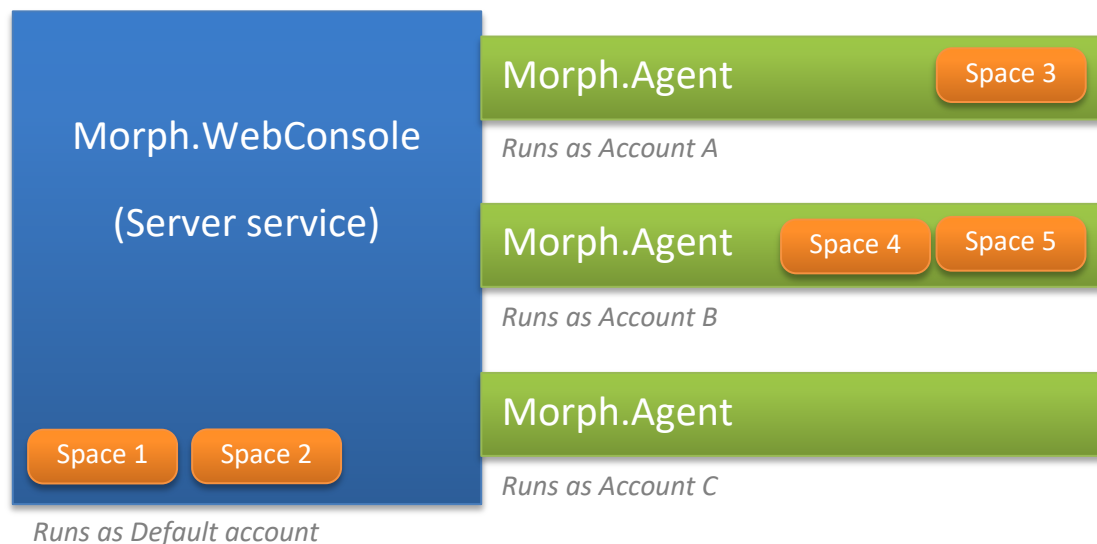 Morph.WebConsole
(Server service)
Space 1
Space 2
Runs as Default account
Morph.Agent
Space 3
Runs as Account A
Morph.Agent
Space 4
Space 5
Runs as Account B
Morph.Agent
Runs as Account C